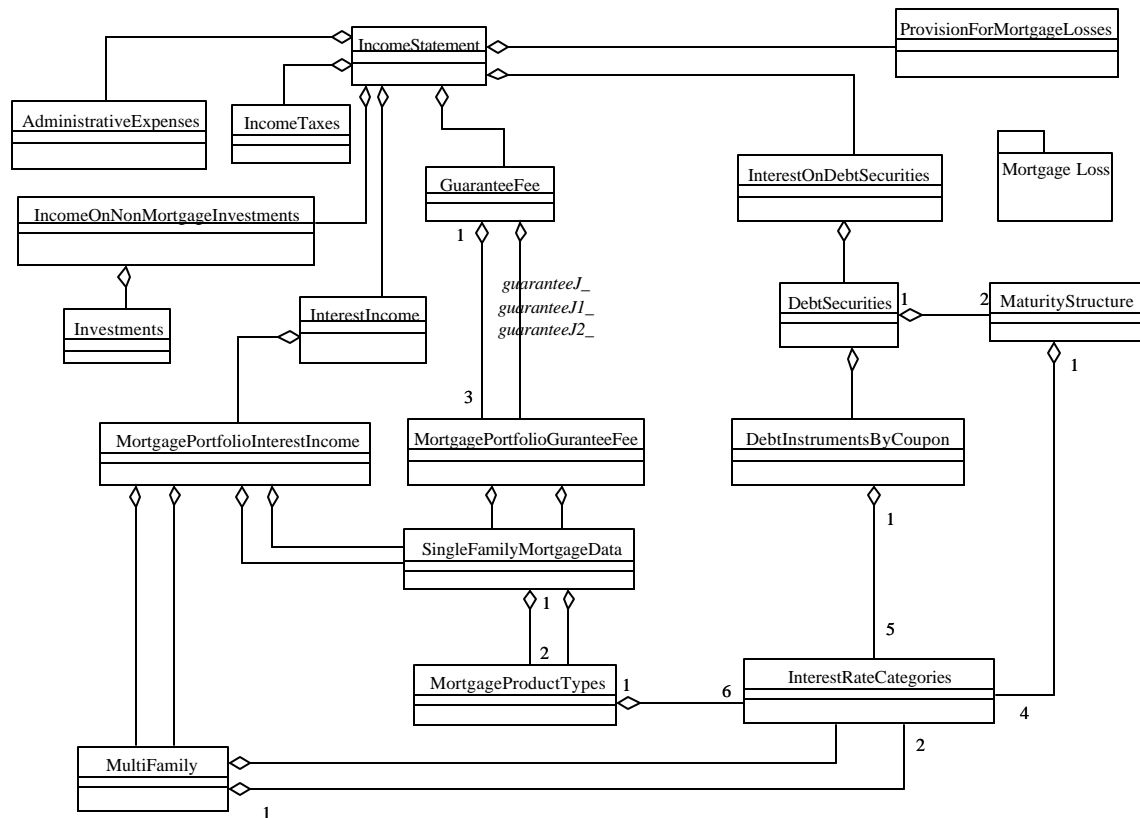 IncomeStatement
ProvisionForMortgageLosses
AdministrativeExpenses
IncomeTaxes
GuaranteeFee
InterestOnDebtSecurities
Mortgage Loss
IncomeOnNonMortgageInvestments
1
guaranteeJ_
guaranteeJ1_
guaranteeJ2_
Investments
InterestIncome
DebtSecurities
1
2
MaturityStructure
1
3
MortgagePortfolioInterestIncome
MortgagePortfolioGuranteeFee
DebtInstrumentsByCoupon
1
SingleFamilyMortgageData
1
2
5
MortgageProductTypes
1
6
InterestRateCategories
4
2
MultiFamily
1